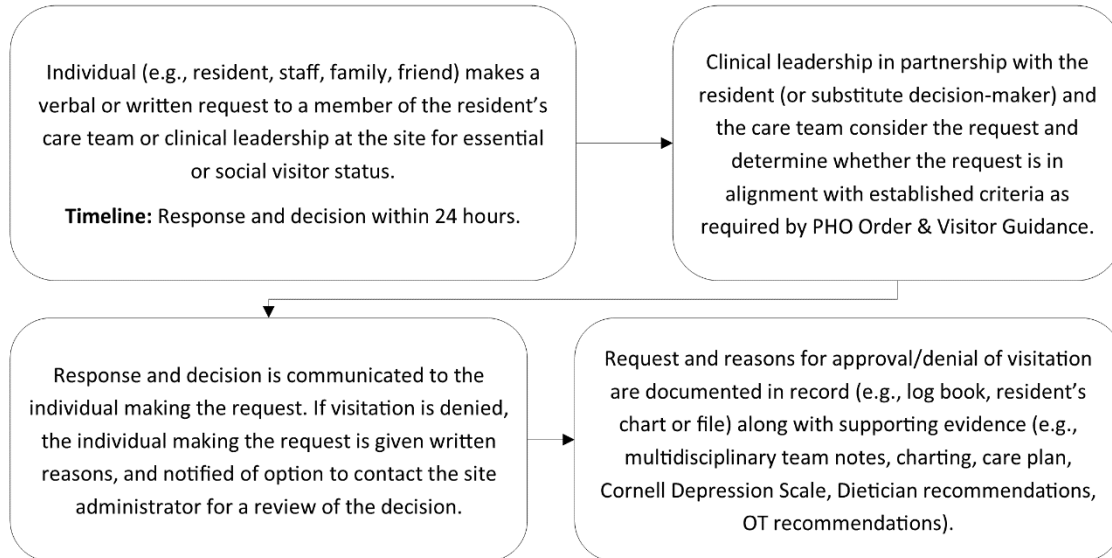 Individual (e.g., resident, staff, family, friend) makes a
verbal or written request to a member of the resident's
care team or clinical leadership at the site for essential
or social visitor status.
Timeline: Response and decision within 24 hours.
Clinical leadership in partnership with the
resident (or substitute decision-maker) and
the care team consider the request and
determine whether the request is in
alignment with established criteria as
required by PHO Order & Visitor Guidance.
Response and decision is communicated to the
individual making the request. If visitation is denied,
the individual making the request is given written
reasons, and notified of option to contact the site
administrator for a review of the decision.
Request and reasons for approval/denial of visitation
are documented in record (e.g., log book, resident's
chart or file) along with supporting evidence (e.g.,
multidisciplinary team notes, charting, care plan,
Cornell Depression Scale, Dietician recommendations,
OT recommendations).